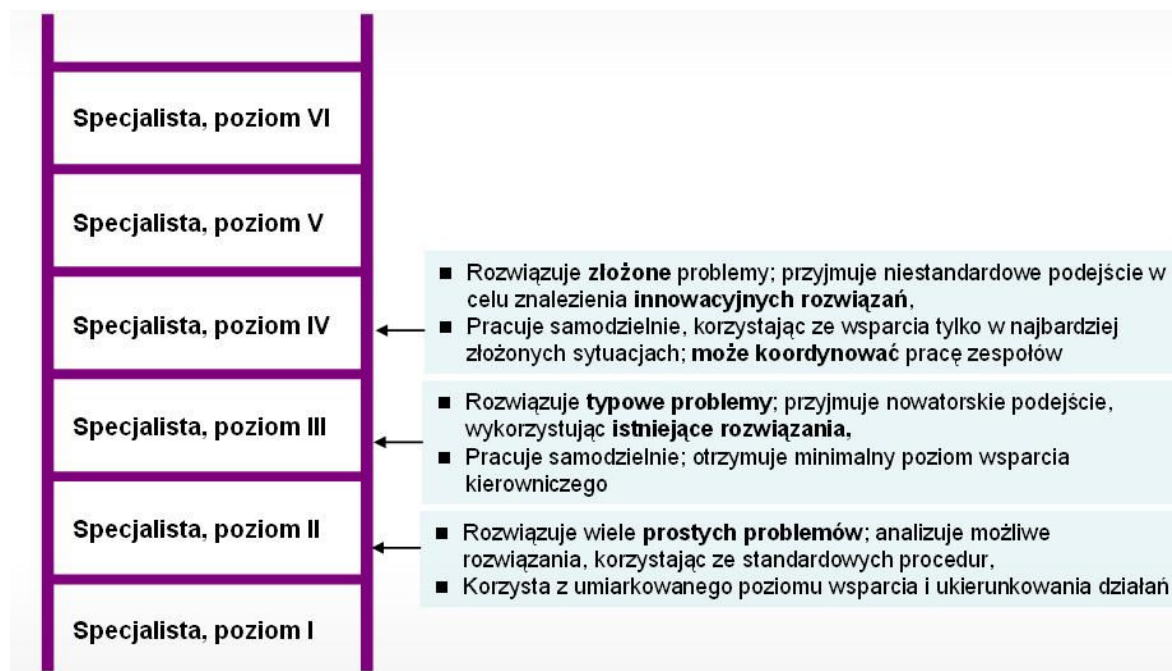 Specjalista, poziom VI
Specjalista, poziom V
Specjalista, poziom IV
■ Rozwiązuje złożone problemy; przyjmuje niestandardowe podejście w
celu znalezienia innowacyjnych rozwiązań,
■ Pracuje samodzielnie, korzystając ze wsparcia tylko w najbardziej
złożonych sytuacjach; może koordynować pracę zespołów
Specjalista, poziom III
■ Rozwiązuje typowe problemy; przyjmuje nowatorskie podejście,
wykorzystując istniejące rozwiązania,
■ Pracuje samodzielnie; otrzymuje minimalny poziom wsparcia
kierowniczego
Specjalista, poziom II
■ Rozwiązuje wiele prostych problemów; analizuje możliwe
rozwiązania, korzystając ze standardowych procedur,
■ Korzysta z umiarkowanego poziomu wsparcia i ukierunkowania działań
Specjalista, poziom I